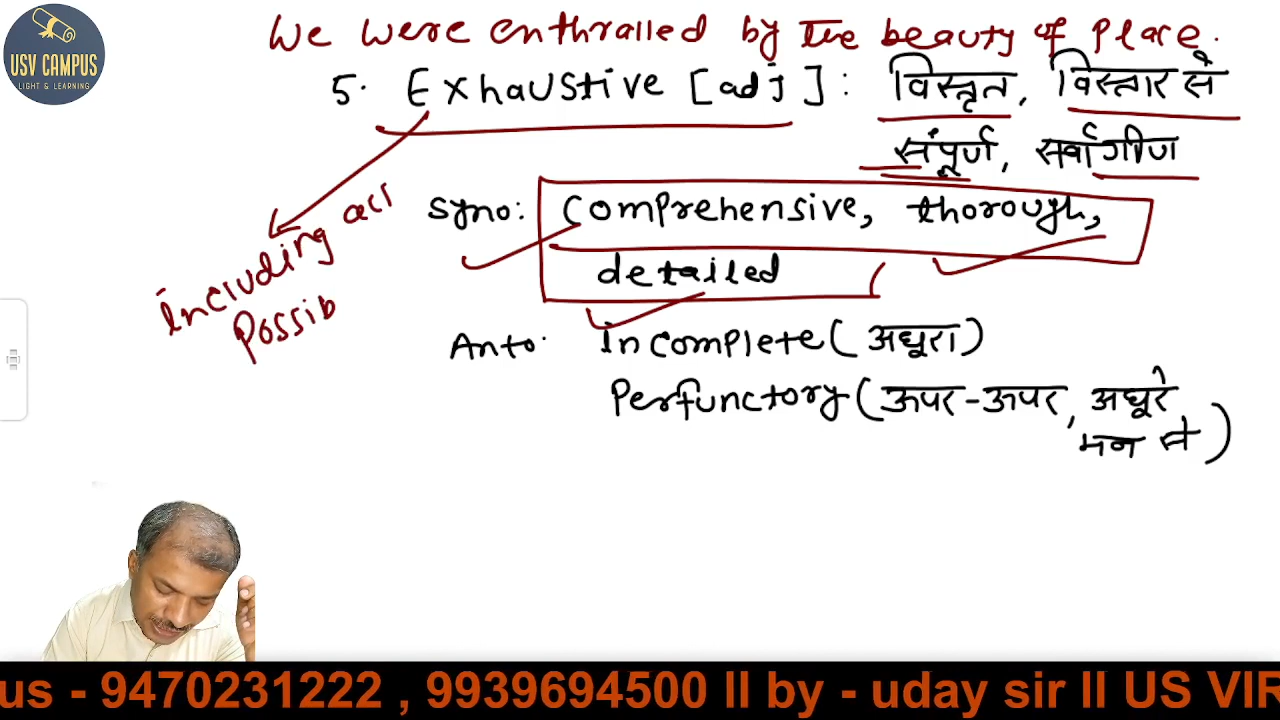 USV CAMPUS
LIGHT & LEARNING
We were enthralled by the beauty of place.
5. Exhaustive [adj]: विस्तृत, विस्तार से
संपूर्ण, सर्वांगीण
Syno: Comprehensive, thorough,
detailed
Including all
Possib
Anto: Incomplete (अधूरा)
Perfunctory (ऊपर-ऊपर, अधूरे
मन से)
us - 9470231222 , 9939694500 II by - uday sir II US VIR